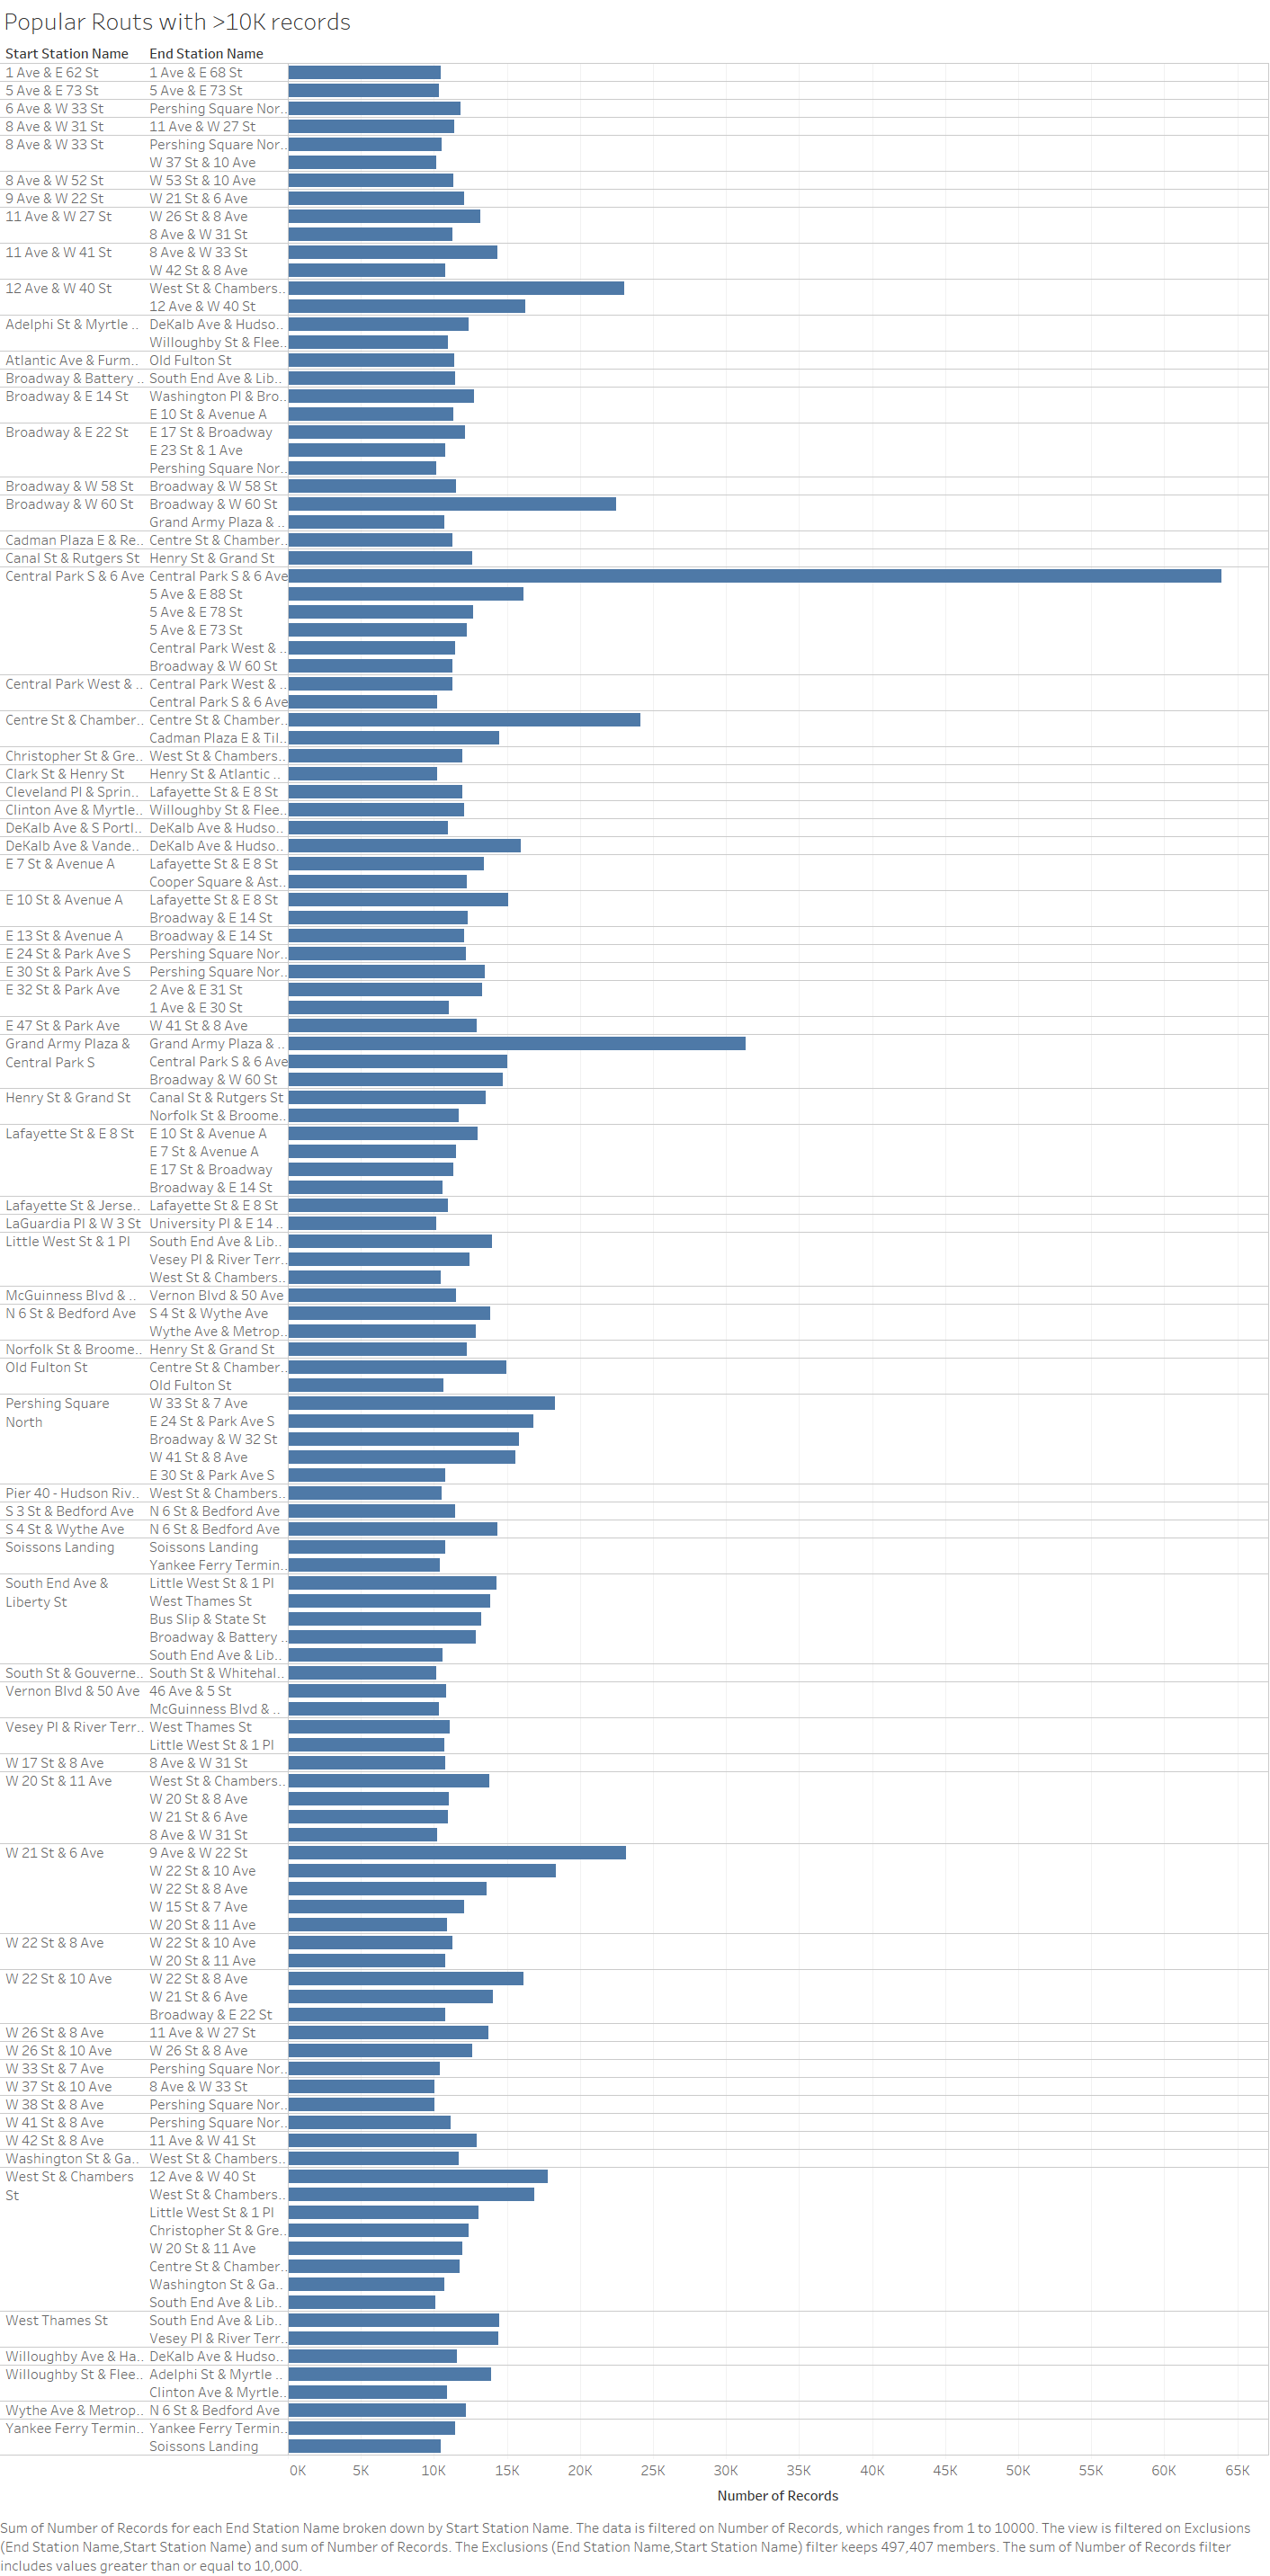 Popular Routs with >10K records
Start Station Name End Station Name
1 Ave & E 62 St 1 Ave & E 68 St
5 Ave & E 73 St 5 Ave & E 73 St
6 Ave & W 33 St Pershing Square Nor..
8 Ave & W 31 St 11 Ave & W 27 St
8 Ave & W 33 St Pershing Square Nor..
W 37 St & 10 Ave
8 Ave & W 52 St W 53 St & 10 Ave
9 Ave & W 22 St W 21 St & 6 Ave
11 Ave & W 27 St W 26 St & 8 Ave
8 Ave & W 31 St
11 Ave & W 41 St 8 Ave & W 33 St
W 42 St & 8 Ave
12 Ave & W 40 St West St & Chambers..
12 Ave & W 40 St
Adelphi St & Myrtle .. DeKalb Ave & Hudso..
Willoughby St & Flee..
Atlantic Ave & Furm.. Old Fulton St
Broadway & Battery .. South End Ave & Lib..
Broadway & E 14 St Washington Pl & Bro..
E 10 St & Avenue A
Broadway & E 22 St E 17 St & Broadway
E 23 St & 1 Ave
Pershing Square Nor..
Broadway & W 58 St Broadway & W 58 St
Broadway & W 60 St Broadway & W 60 St
Grand Army Plaza & ..
Cadman Plaza E & Re.. Centre St & Chamber..
Canal St & Rutgers St Henry St & Grand St
Central Park S & 6 Ave Central Park S & 6 Ave
5 Ave & E 88 St
5 Ave & E 78 St
5 Ave & E 73 St
Central Park West & ..
Broadway & W 60 St
Central Park West & .. Central Park West & ..
Central Park S & 6 Ave
Centre St & Chamber.. Centre St & Chamber..
Cadman Plaza E & Til..
Christopher St & Gre.. West St & Chambers..
Clark St & Henry St Henry St & Atlantic ..
Cleveland Pl & Sprin.. Lafayette St & E 8 St
Clinton Ave & Myrtle.. Willoughby St & Flee..
DeKalb Ave & S Portl.. DeKalb Ave & Hudso..
DeKalb Ave & Vande.. DeKalb Ave & Hudso..
E 7 St & Avenue A Lafayette St & E 8 St
Cooper Square & Ast..
E 10 St & Avenue A Lafayette St & E 8 St
Broadway & E 14 St
E 13 St & Avenue A Broadway & E 14 St
E 24 St & Park Ave S Pershing Square Nor..
E 30 St & Park Ave S Pershing Square Nor..
E 32 St & Park Ave 2 Ave & E 31 St
1 Ave & E 30 St
E 47 St & Park Ave W 41 St & 8 Ave
Grand Army Plaza & Grand Army Plaza & ..
Central Park S Central Park S & 6 Ave
Broadway & W 60 St
Henry St & Grand St Canal St & Rutgers St
Norfolk St & Broome..
Lafayette St & E 8 St E 10 St & Avenue A
E 7 St & Avenue A
E 17 St & Broadway
Broadway & E 14 St
Lafayette St & Jerse.. Lafayette St & E 8 St
LaGuardia Pl & W 3 St University Pl & E 14 ..
Little West St & 1 Pl South End Ave & Lib..
Vesey Pl & River Terr..
West St & Chambers..
McGuinness Blvd & .. Vernon Blvd & 50 Ave
N 6 St & Bedford Ave S 4 St & Wythe Ave
Wythe Ave & Metrop..
Norfolk St & Broome.. Henry St & Grand St
Old Fulton St Centre St & Chamber..
Old Fulton St
Pershing Square W 33 St & 7 Ave
North E 24 St & Park Ave S
Broadway & W 32 St
W 41 St & 8 Ave
E 30 St & Park Ave S
Pier 40 - Hudson Riv.. West St & Chambers..
S 3 St & Bedford Ave N 6 St & Bedford Ave
S 4 St & Wythe Ave N 6 St & Bedford Ave
Soissons Landing Soissons Landing
Yankee Ferry Termin..
South End Ave & Little West St & 1 Pl
Liberty St West Thames St
Bus Slip & State St
Broadway & Battery ..
South End Ave & Lib..
South St & Gouverne.. South St & Whitehal..
Vernon Blvd & 50 Ave 46 Ave & 5 St
McGuinness Blvd & ..
Vesey Pl & River Terr.. West Thames St
Little West St & 1 Pl
W 17 St & 8 Ave 8 Ave & W 31 St
W 20 St & 11 Ave West St & Chambers..
W 20 St & 8 Ave
W 21 St & 6 Ave
8 Ave & W 31 St
W 21 St & 6 Ave 9 Ave & W 22 St
W 22 St & 10 Ave
W 22 St & 8 Ave
W 15 St & 7 Ave
W 20 St & 11 Ave
W 22 St & 8 Ave W 22 St & 10 Ave
W 20 St & 11 Ave
W 22 St & 10 Ave W 22 St & 8 Ave
W 21 St & 6 Ave
Broadway & E 22 St
W 26 St & 8 Ave 11 Ave & W 27 St
W 26 St & 10 Ave W 26 St & 8 Ave
W 33 St & 7 Ave Pershing Square Nor..
W 37 St & 10 Ave 8 Ave & W 33 St
W 38 St & 8 Ave Pershing Square Nor..
W 41 St & 8 Ave Pershing Square Nor..
W 42 St & 8 Ave 11 Ave & W 41 St
Washington St & Ga.. West St & Chambers..
West St & Chambers 12 Ave & W 40 St
St West St & Chambers..
Little West St & 1 Pl
Christopher St & Gre..
W 20 St & 11 Ave
Centre St & Chamber..
Washington St & Ga..
South End Ave & Lib..
West Thames St South End Ave & Lib..
Vesey Pl & River Terr..
Willoughby Ave & Ha.. DeKalb Ave & Hudso..
Willoughby St & Flee.. Adelphi St & Myrtle ..
Clinton Ave & Myrtle..
Wythe Ave & Metrop.. N 6 St & Bedford Ave
Yankee Ferry Termin.. Yankee Ferry Termin..
Soissons Landing
0K 5K 10K 15K 20K 25K 30K 35K 40K 45K 50K 55K 60K 65K
Number of Records
Sum of Number of Records for each End Station Name broken down by Start Station Name. The data is filtered on Number of Records, which ranges from 1 to 10000. The view is filtered on Exclusions
(End Station Name,Start Station Name) and sum of Number of Records. The Exclusions (End Station Name,Start Station Name) filter keeps 497,407 members. The sum of Number of Records filter
includes values greater than or equal to 10,000.